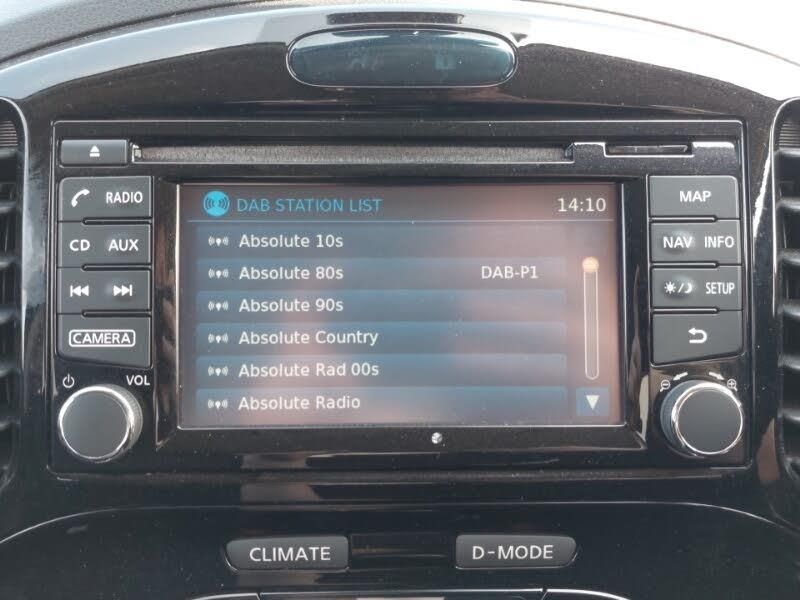 RADIO
CD AUX
CAMERA
VOL
DAB STATION LIST 14:10
Absolute 10s
Absolute 80s DAB-P1
Absolute 90s
Absolute Country
Absolute Rad 00s
Absolute Radio
MAP
NAV INFO
SETUP
CLIMATE D-MODE